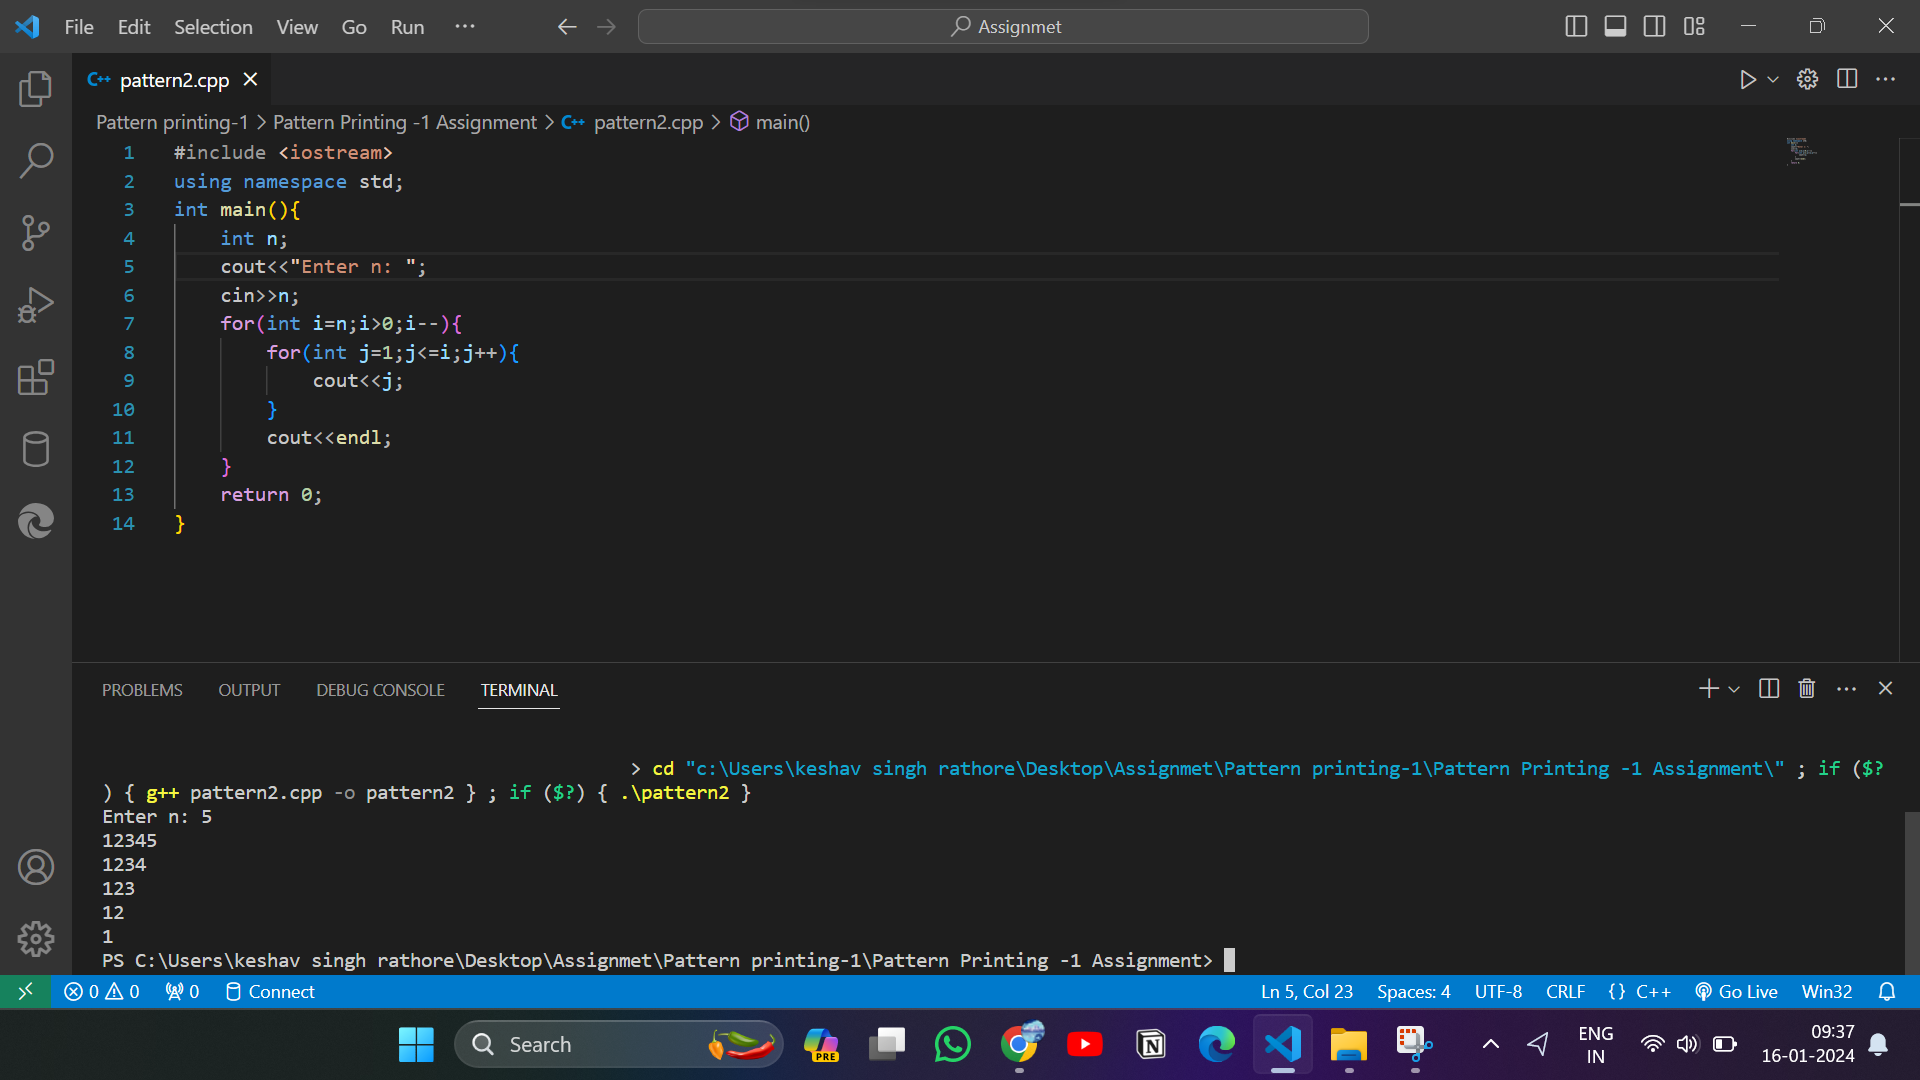 File Edit Selection View Go Run ··· Assignmet
C++ pattern2.cpp
Pattern printing-1 > Pattern Printing -1 Assignment > C++ pattern2.cpp > main()
1 #include <iostream>
2 using namespace std;
3 int main(){
4 int n;
5 cout<<"Enter n: ";
6 cin>>n;
7 for(int i=n;i>0;i--){
8 for(int j=1;j<=i;j++){
9 cout<<j;
10 }
11 cout<<endl;
12 }
13 return 0;
14 }
PROBLEMS OUTPUT DEBUG CONSOLE TERMINAL
> cd "c:\Users\keshav singh rathore\Desktop\Assignmet\Pattern printing-1\Pattern Printing -1 Assignment\" ; if ($?
) { g++ pattern2.cpp -o pattern2 } ; if ($?) { .\pattern2 }
Enter n: 5
12345
1234
123
12
1
PS C:\Users\keshav singh rathore\Desktop\Assignmet\Pattern printing-1\Pattern Printing -1 Assignment>
0 0 0 Connect Ln 5, Col 23 Spaces: 4 UTF-8 CRLF {} C++ Go Live Win32
Search PRE ENG 09:37
IN 16-01-2024